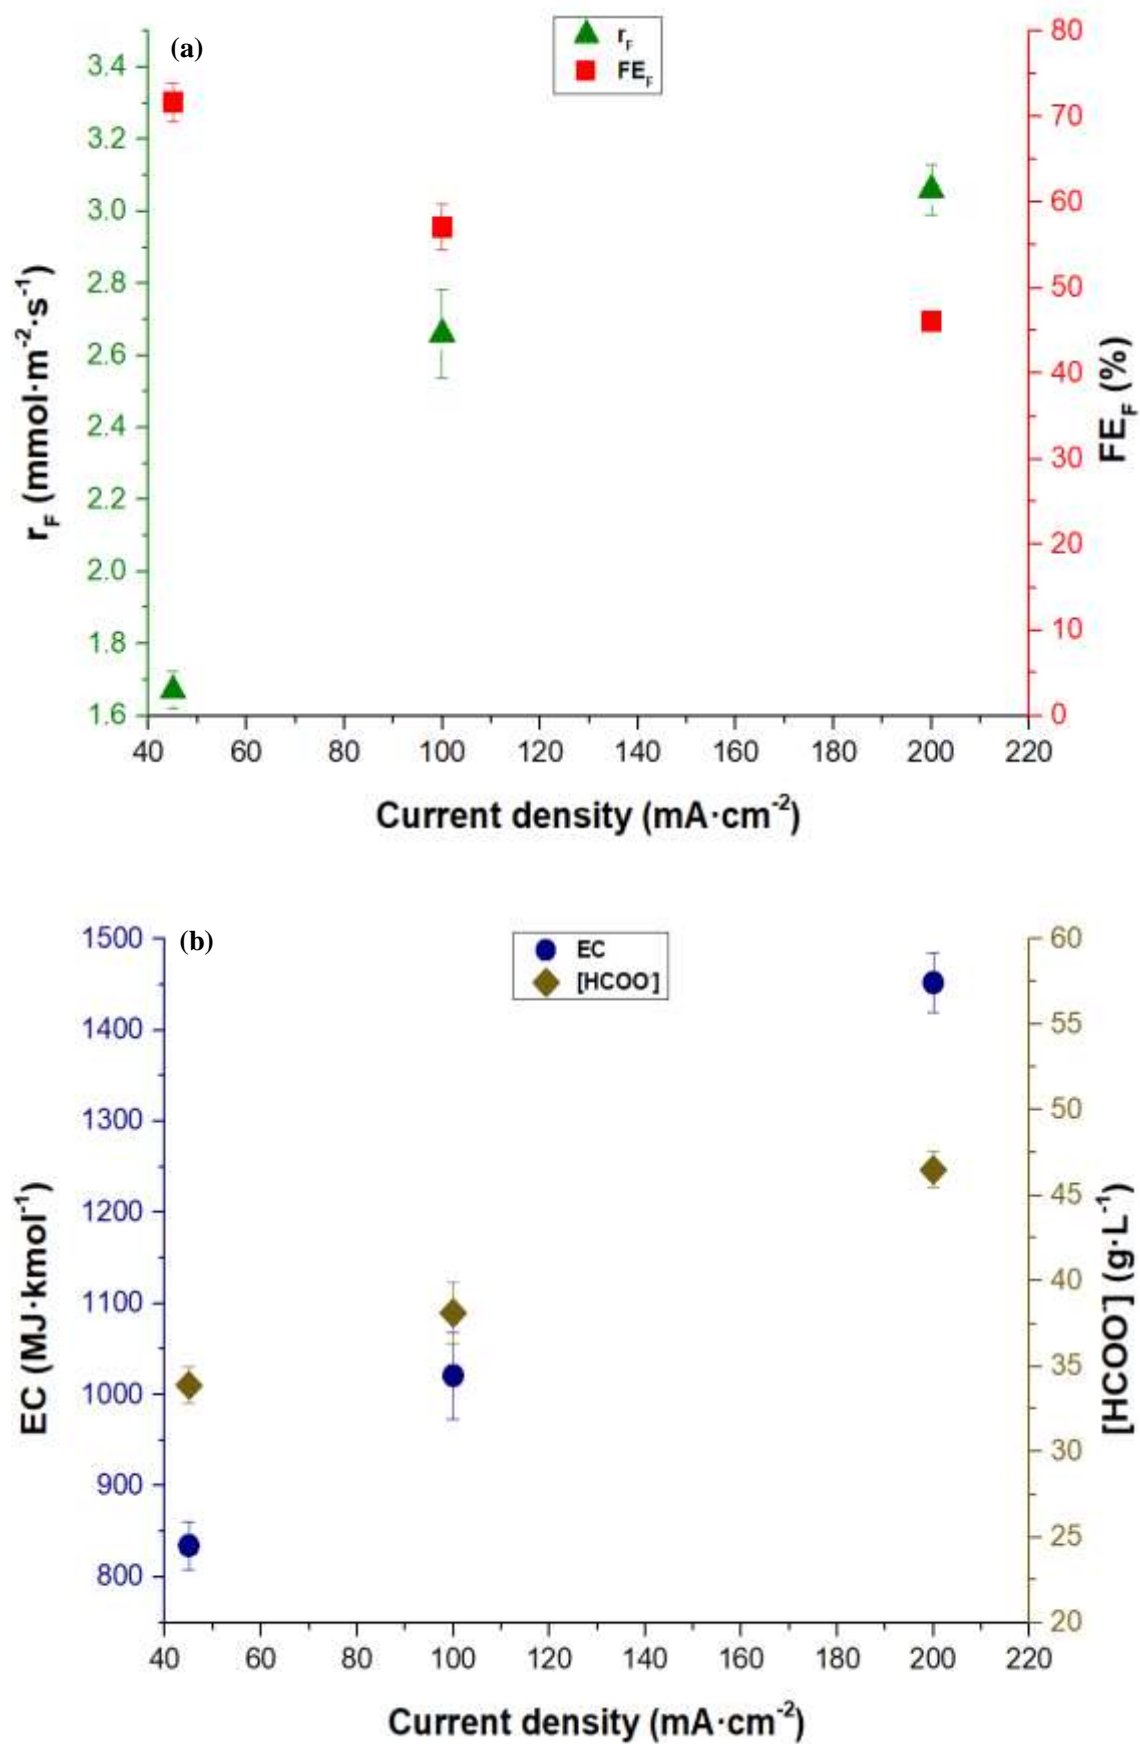 (a)
r_F
FE_F
3.4
3.2
3.0
2.8
2.6
2.4
2.2
2.0
1.8
1.6
r_F (mmol·m⁻²·s⁻¹)
80
70
60
50
40
30
20
10
0
FE_F (%)
40 60 80 100 120 140 160 180 200 220
Current density (mA·cm⁻²)
(b)
EC
[HCOO⁻]
1500
1400
1300
1200
1100
1000
900
800
EC (MJ·kmol⁻¹)
60
55
50
45
40
35
30
25
20
[HCOO⁻] (g·L⁻¹)
40 60 80 100 120 140 160 180 200 220
Current density (mA·cm⁻²)